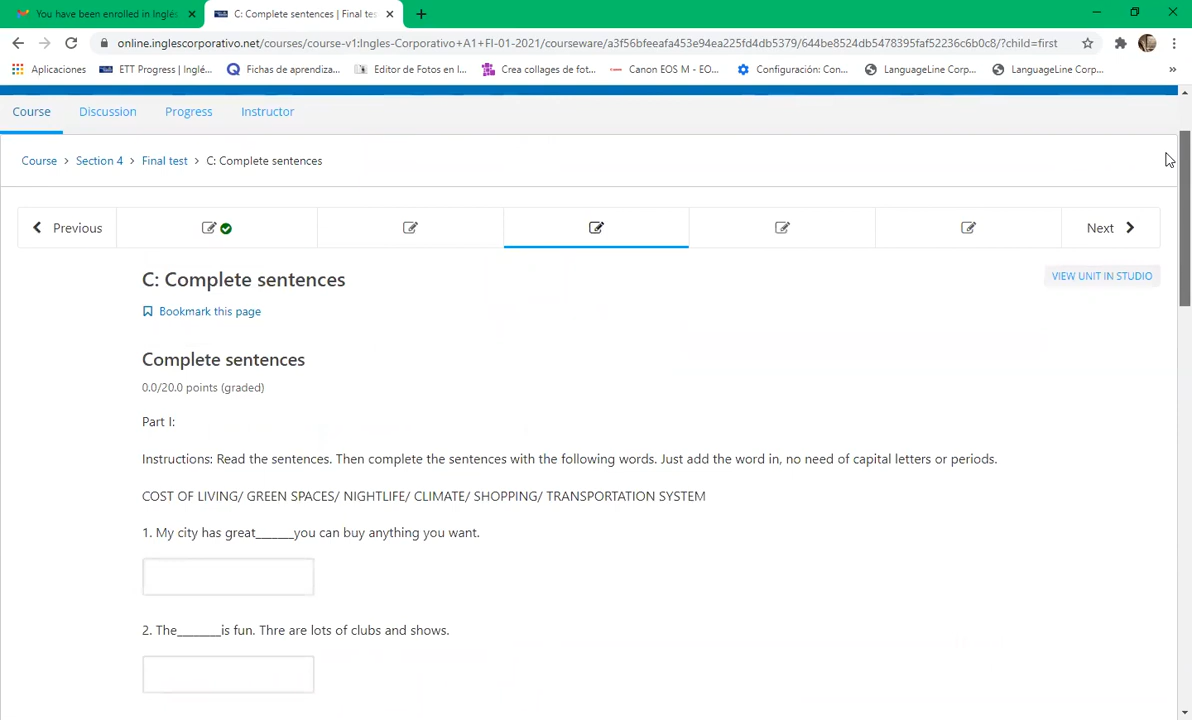 You have been enrolled in Inglés
C: Complete sentences | Final tes
online.inglescorporativo.net/courses/course-v1:Ingles-Corporativo+A1+FI-01-2021/courseware/a3f56bfeeafa453e94ea225fd4db5379/644be8524db5478395faf52236c6b0c8/?child=first
Aplicaciones
ETT Progress | Inglé...
Fichas de aprendiza...
Editor de Fotos en l...
Crea collages de fot...
Canon EOS M - EO...
Configuración: Con...
LanguageLine Corp...
LanguageLine Corp...
Course Discussion Progress Instructor
Course > Section 4 > Final test > C: Complete sentences
Previous
Next
C: Complete sentences
VIEW UNIT IN STUDIO
Bookmark this page
Complete sentences
0.0/20.0 points (graded)
Part I:
Instructions: Read the sentences. Then complete the sentences with the following words. Just add the word in, no need of capital letters or periods.
COST OF LIVING/ GREEN SPACES/ NIGHTLIFE/ CLIMATE/ SHOPPING/ TRANSPORTATION SYSTEM
1. My city has great______you can buy anything you want.
2. The_______is fun. Thre are lots of clubs and shows.